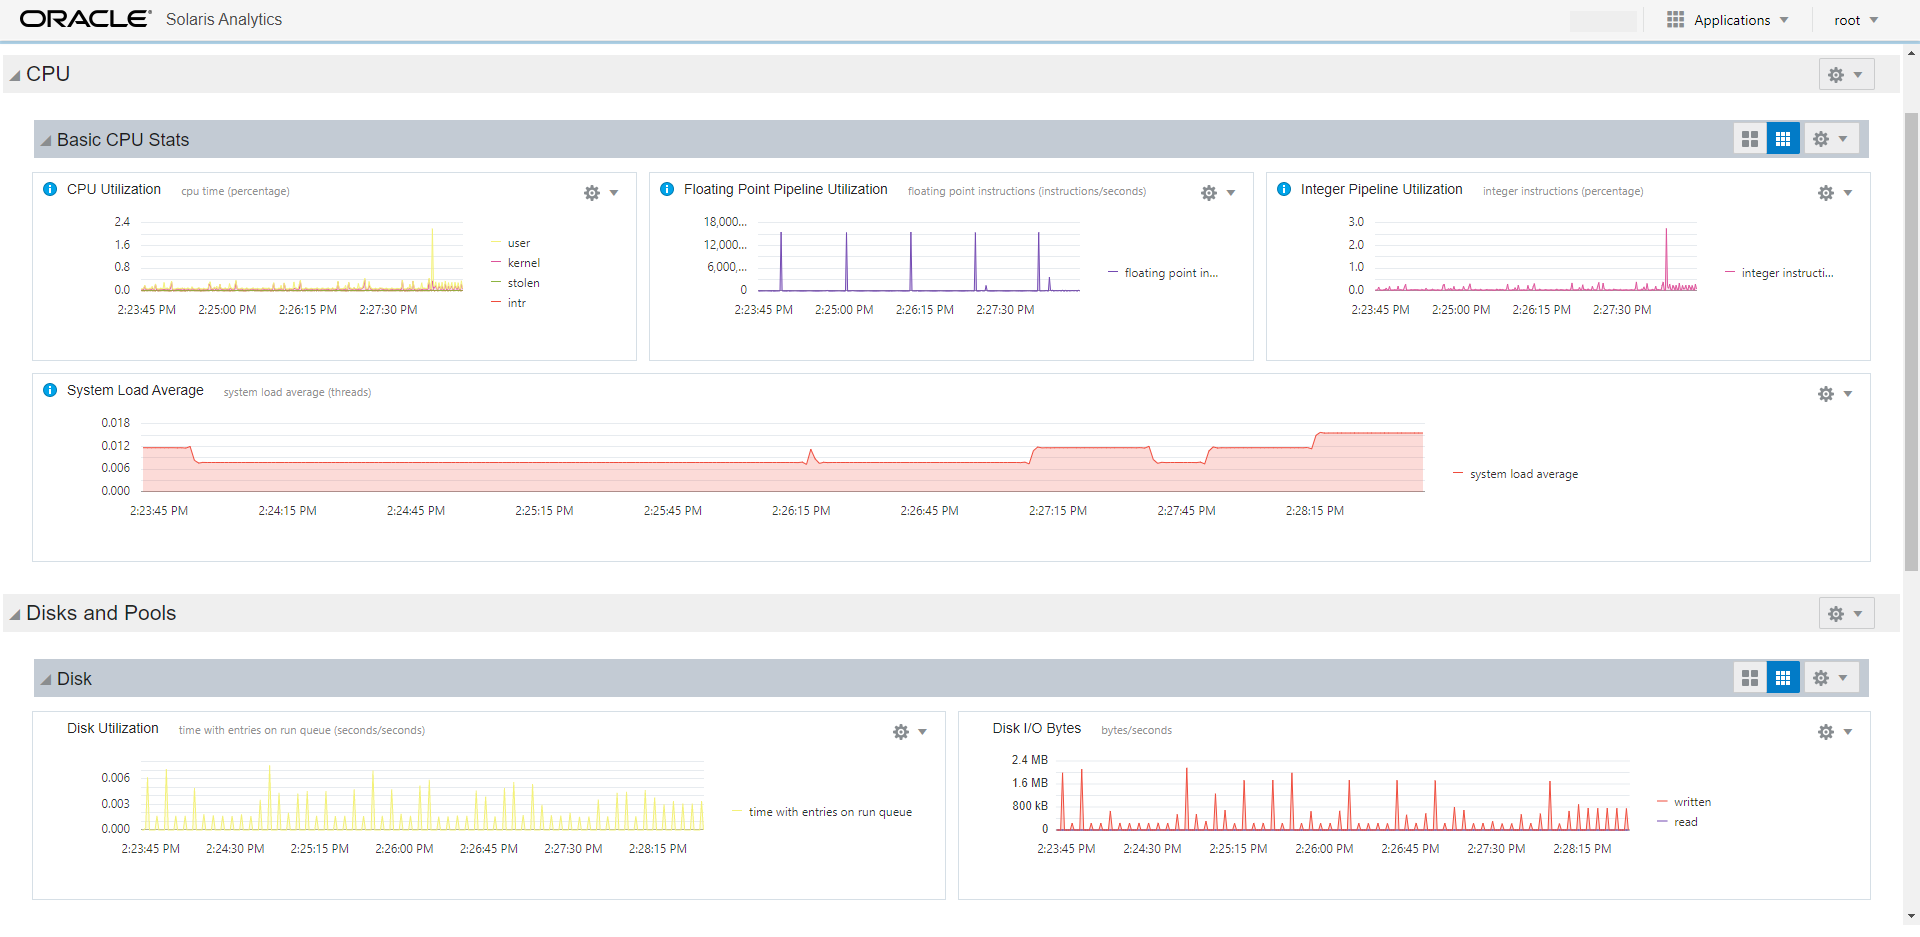 ORACLE® Solaris Analytics Applications root
CPU
Basic CPU Stats
CPU Utilization cpu time (percentage)
2.4
1.6
0.8
0.0
2:23:45 PM 2:25:00 PM 2:26:15 PM 2:27:30 PM
user
kernel
stolen
intr
Floating Point Pipeline Utilization floating point instructions (instructions/seconds)
18,000...
12,000...
6,000,...
0
2:23:45 PM 2:25:00 PM 2:26:15 PM 2:27:30 PM
floating point in...
Integer Pipeline Utilization integer instructions (percentage)
3.0
2.0
1.0
0.0
2:23:45 PM 2:25:00 PM 2:26:15 PM 2:27:30 PM
integer instructi...
System Load Average system load average (threads)
0.018
0.012
0.006
0.000
2:23:45 PM 2:24:15 PM 2:24:45 PM 2:25:15 PM 2:25:45 PM 2:26:15 PM 2:26:45 PM 2:27:15 PM 2:27:45 PM 2:28:15 PM
system load average
Disks and Pools
Disk
Disk Utilization time with entries on run queue (seconds/seconds)
0.006
0.003
0.000
2:23:45 PM 2:24:30 PM 2:25:15 PM 2:26:00 PM 2:26:45 PM 2:27:30 PM 2:28:15 PM
time with entries on run queue
Disk I/O Bytes bytes/seconds
2.4 MB
1.6 MB
800 kB
0
2:23:45 PM 2:24:30 PM 2:25:15 PM 2:26:00 PM 2:26:45 PM 2:27:30 PM 2:28:15 PM
written
read